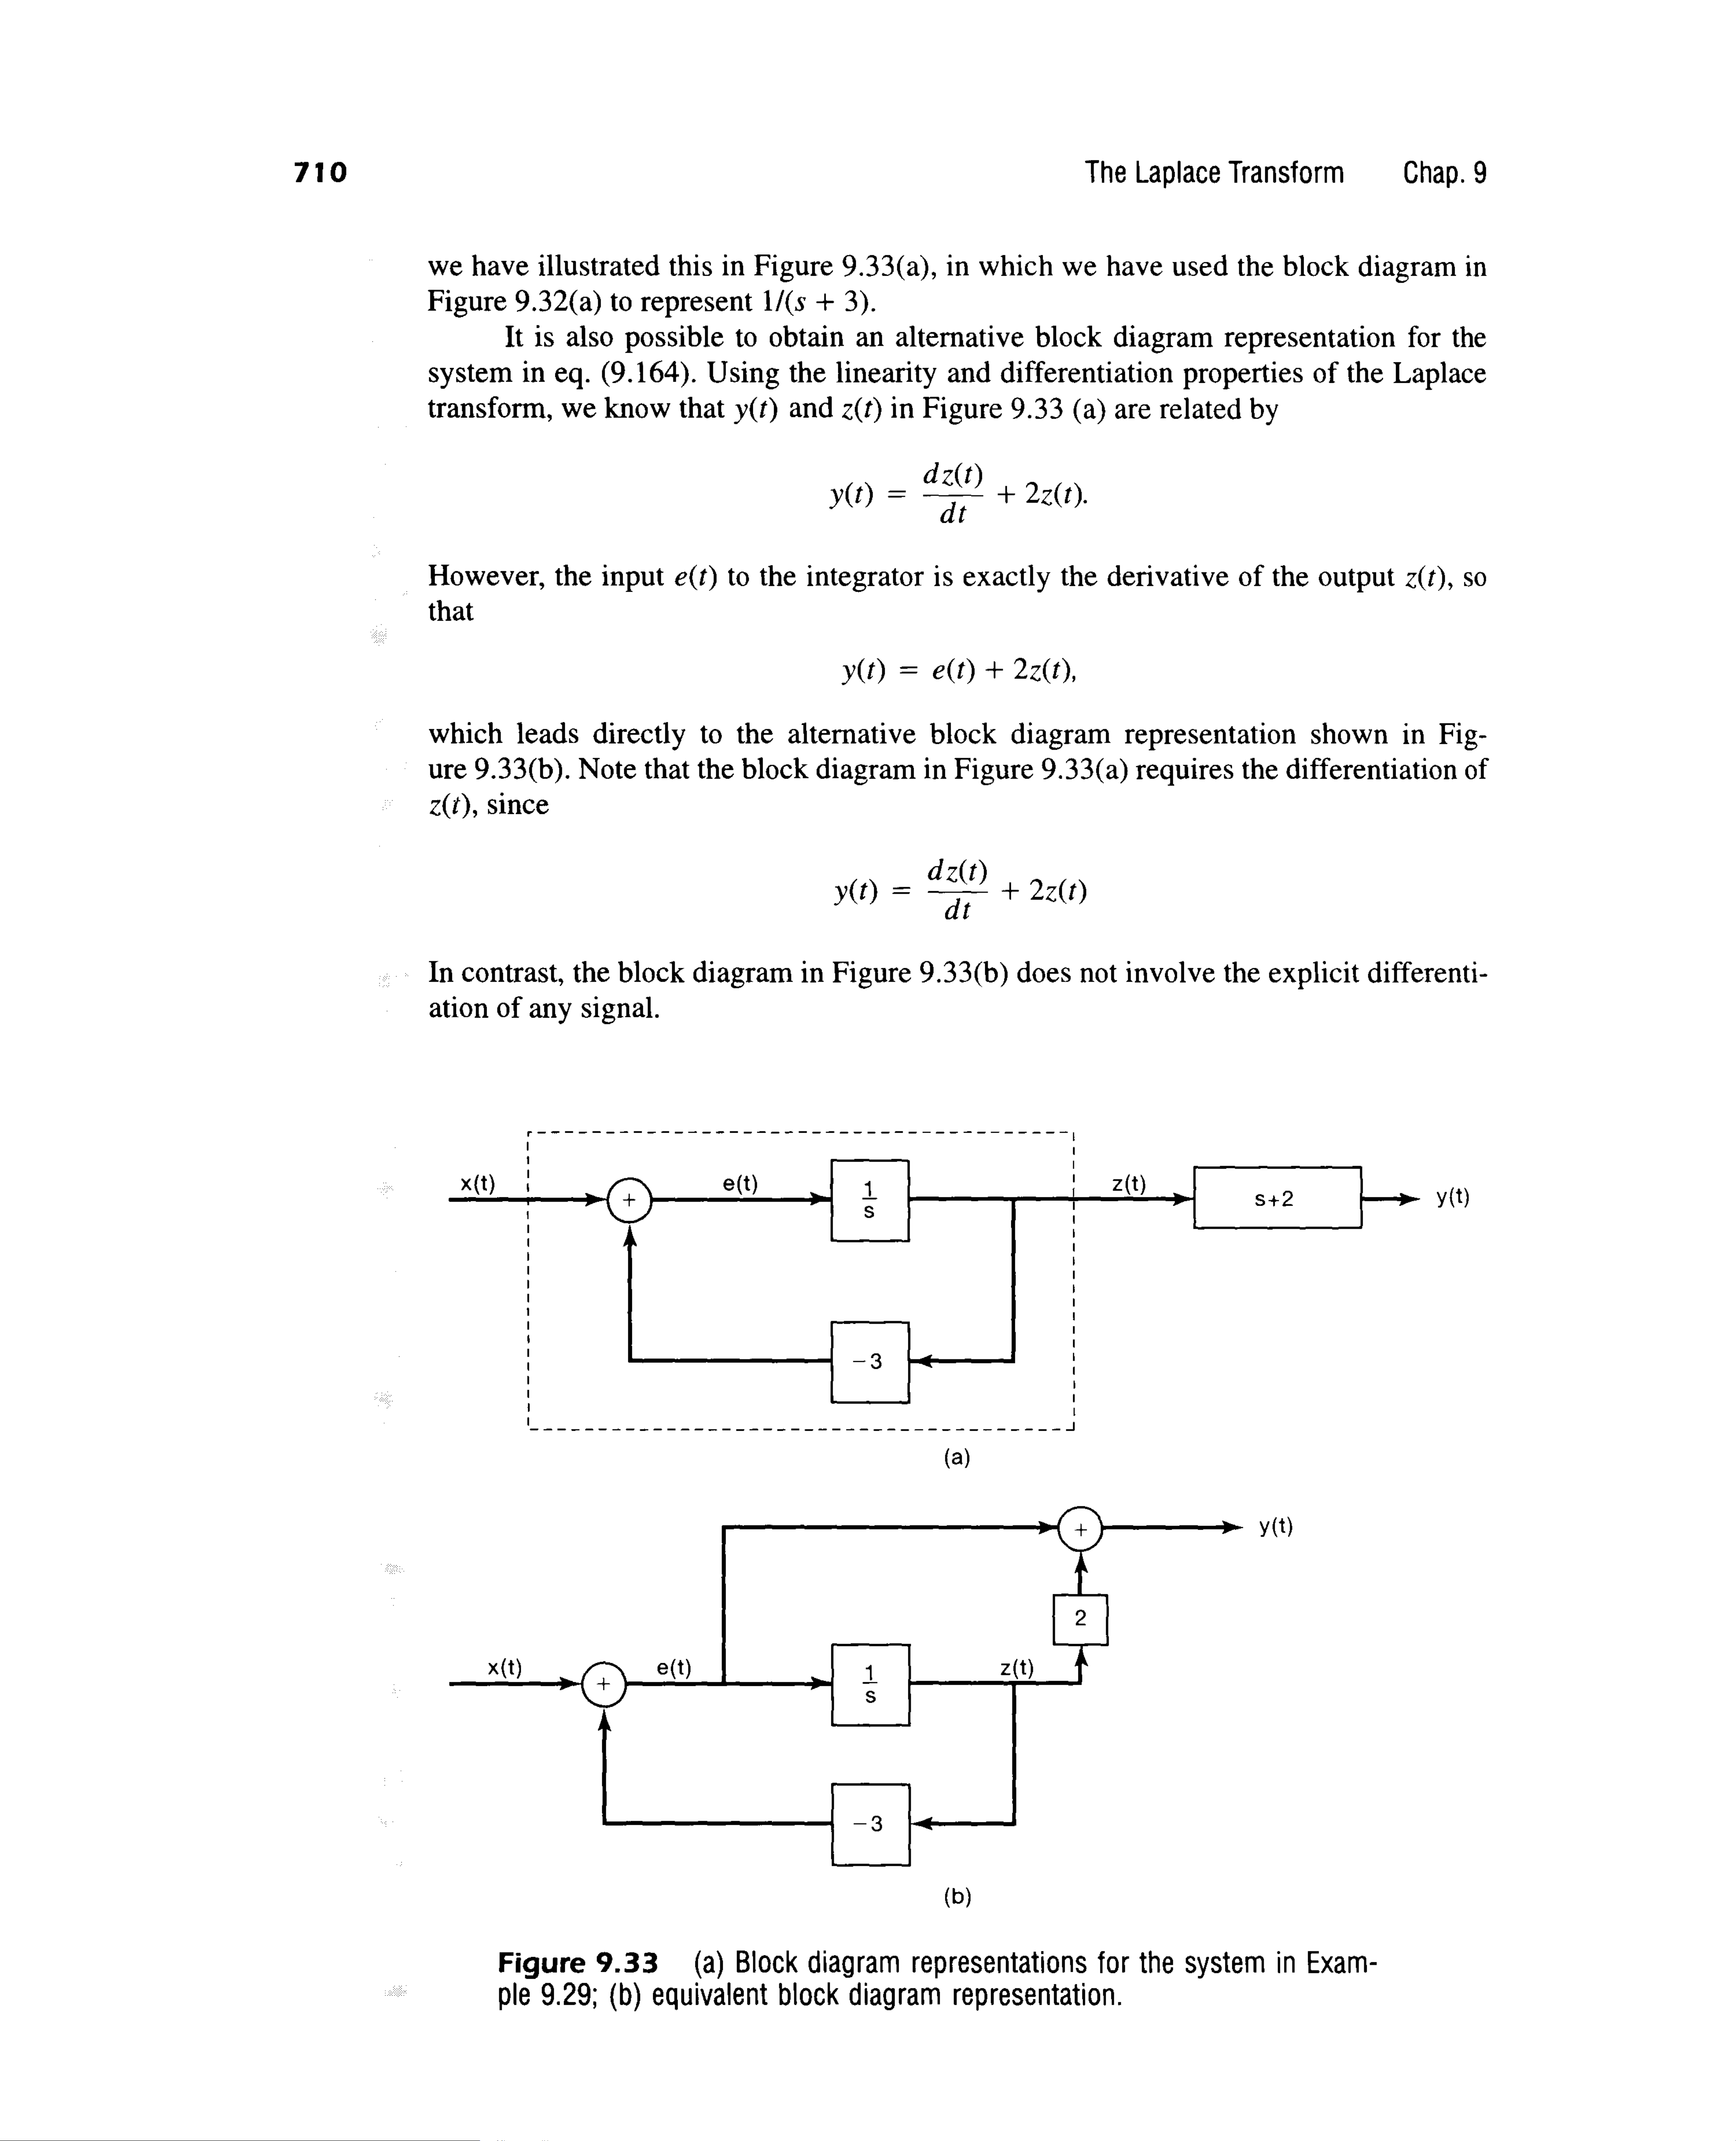 710 The Laplace Transform Chap. 9
we have illustrated this in Figure 9.33(a), in which we have used the block diagram in
Figure 9.32(a) to represent 1/(s + 3).
It is also possible to obtain an alternative block diagram representation for the
system in eq. (9.164). Using the linearity and differentiation properties of the Laplace
transform, we know that y(t) and z(t) in Figure 9.33 (a) are related by
y(t) = dz(t)/dt + 2z(t).
However, the input e(t) to the integrator is exactly the derivative of the output z(t), so
that
y(t) = e(t) + 2z(t),
which leads directly to the alternative block diagram representation shown in Fig-
ure 9.33(b). Note that the block diagram in Figure 9.33(a) requires the differentiation of
z(t), since
y(t) = dz(t)/dt + 2z(t)
In contrast, the block diagram in Figure 9.33(b) does not involve the explicit differenti-
ation of any signal.
x(t) + e(t) 1/s z(t) s+2 y(t)
-3
(a)
+ y(t)
2
x(t) + e(t) 1/s z(t)
-3
(b)
Figure 9.33 (a) Block diagram representations for the system in Exam-
ple 9.29; (b) equivalent block diagram representation.